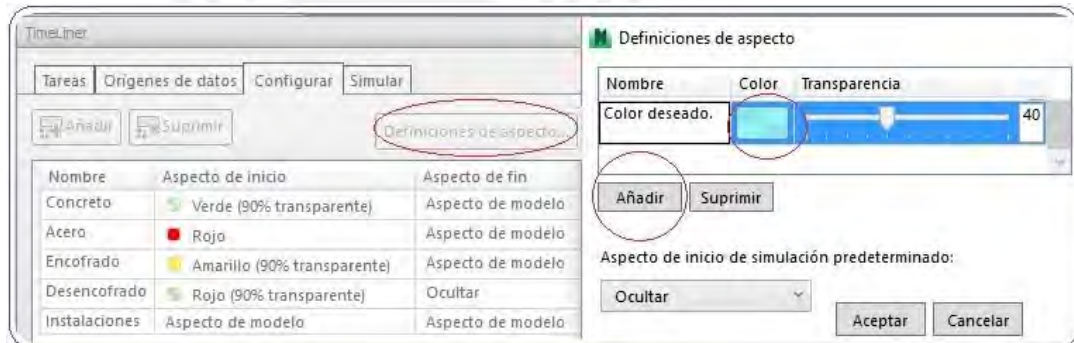 TimeLiner
Tareas Orígenes de datos Configurar Simular
Añadir Suprimir Definiciones de aspecto...
Nombre Aspecto de inicio Aspecto de fin
Concreto Verde (90% transparente) Aspecto de modelo
Acero Rojo Aspecto de modelo
Encofrado Amarillo (90% transparente) Aspecto de modelo
Desencofrado Rojo (90% transparente) Ocultar
Instalaciones Aspecto de modelo Aspecto de modelo
Definiciones de aspecto
Nombre Color Transparencia
Color deseado. 40
Añadir Suprimir
Aspecto de inicio de simulación predeterminado:
Ocultar
Aceptar Cancelar